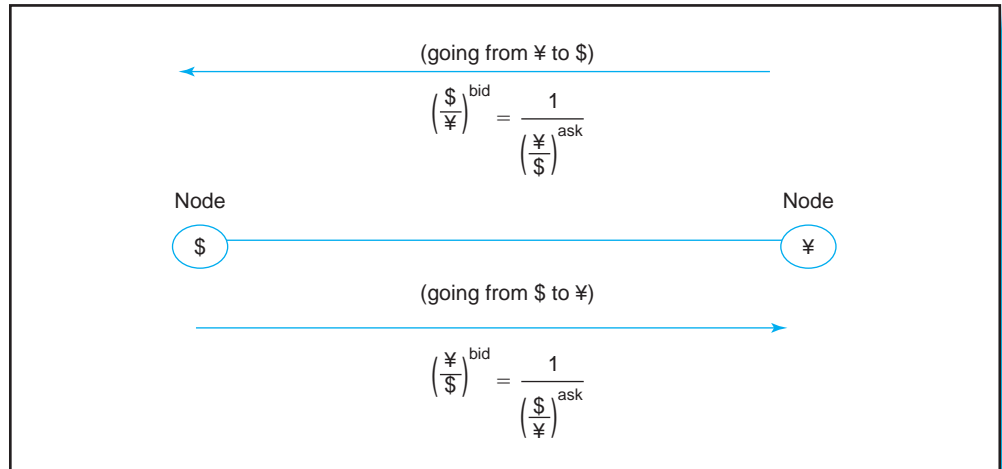 (going from ¥ to $)
($/¥)^bid = 1/(¥/$)^ask
Node Node
$ ¥
(going from $ to ¥)
(¥/$)^bid = 1/($/¥)^ask